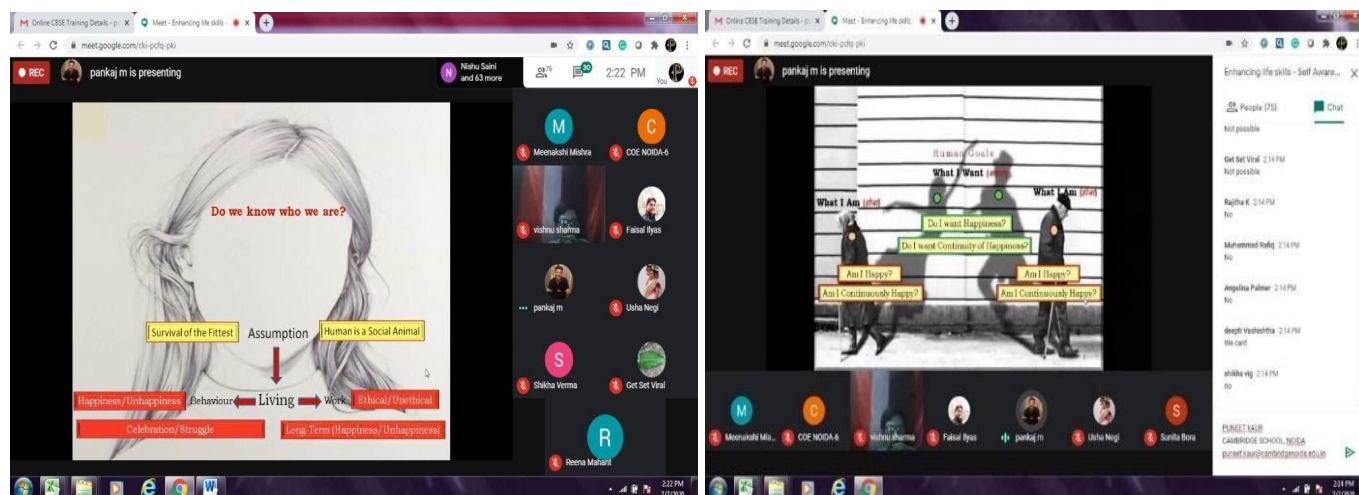 Online CBSE Training Details - p
Meet - Enhancing life skills -
meet.google.com/cki-pcfq-pki
REC
pankaj m is presenting
Nishu Saini
and 63 more
75
30
2:22 PM
You
Do we know who we are?
Survival of the Fittest
Assumption
Human is a Social Animal
Happiness/Unhappiness
Behaviour
Living
Work
Ethical/Unethical
Celebration/Struggle
Long Term (Happiness/Unhappiness)
M
Meenakshi Mishra
C
COE NOIDA-6
vishnu sharma
Faisal Ilyas
pankaj m
Usha Negi
S
Shikha Verma
Get Set Viral
R
Reena Mahant
2:22 PM
Online CBSE Training Details - p
Meet - Enhancing life skills
meet.google.com/cki-pcfq-pki
REC
pankaj m is presenting
Human Goals
What I Want
What I Am
What I Am
Do I want Happiness?
Do I want Continuity of Happiness?
Am I Happy?
Am I Continuously Happy?
Am I Happy?
Am I Continuously Happy?
M
Meenakshi Mis...
C
COE NOIDA-6
vishnu sharma
Faisal Ilyas
pankaj m
Usha Negi
S
Sunita Bora
Enhancing life skills - Self Aware...
People (75)
Chat
Not possible
Get Set Viral 2:14 PM
Not possible
Rajitha K 2:14 PM
No
Muhammad Rafiq 2:14 PM
No
Angelina Palmer 2:14 PM
No
deepti Vashishtha 2:14 PM
We cant
shikha vig 2:14 PM
no
PUNEET KAUR
CAMBRIDGE SCHOOL, NOIDA
puneet.kaur@cambridgenoida.edu.in
2:14 PM